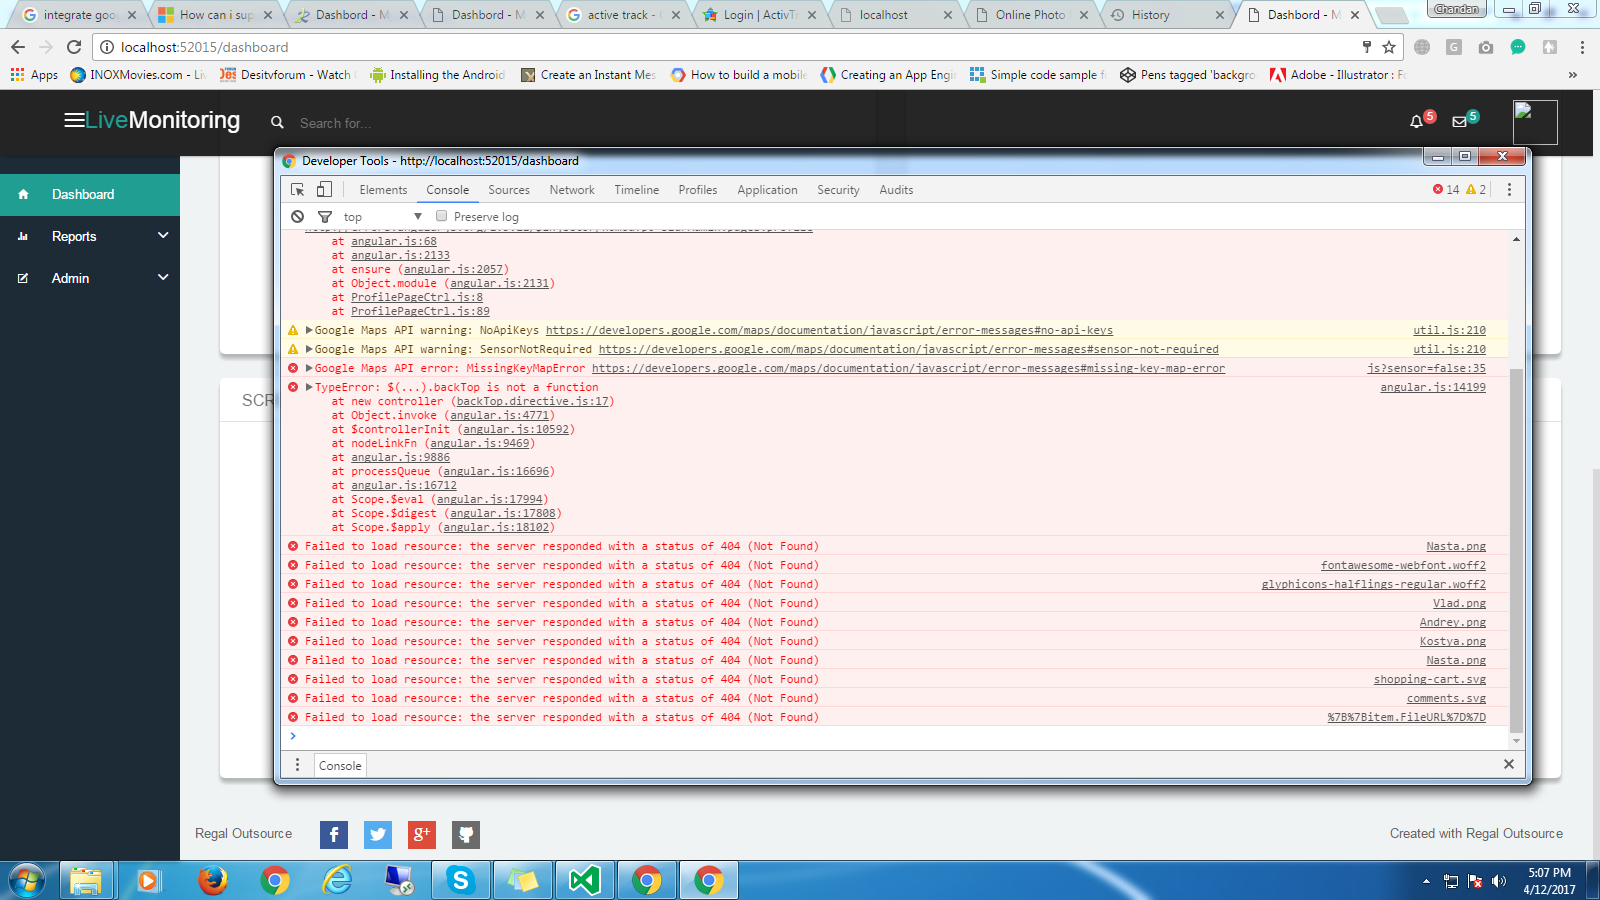 integrate goo
How can i sup
Dashbord - M
Dashbord - M
active track -
Login | ActivTr
localhost
Online Photo
History
Dashbord - M
Chandan
localhost:52015/dashboard
Apps
INOXMovies.com - Li
Desitvforum - Watch
Installing the Android
Create an Instant Mes
How to build a mobile
Creating an App Engi
Simple code sample f
Pens tagged 'backgro
Adobe - Illustrator : F
»
LiveMonitoring
Search for...
5
5
Developer Tools - http://localhost:52015/dashboard
Dashboard
Reports
Admin
Elements Console Sources Network Timeline Profiles Application Security Audits
14 2
top
Preserve log
at angular.js:68
at angular.js:2133
at ensure (angular.js:2057)
at Object.module (angular.js:2131)
at ProfilePageCtrl.js:8
at ProfilePageCtrl.js:89
Google Maps API warning: NoApiKeys https://developers.google.com/maps/documentation/javascript/error-messages#no-api-keys util.js:210
Google Maps API warning: SensorNotRequired https://developers.google.com/maps/documentation/javascript/error-messages#sensor-not-required util.js:210
Google Maps API error: MissingKeyMapError https://developers.google.com/maps/documentation/javascript/error-messages#missing-key-map-error js?sensor=false:35
TypeError: $(...).backTop is not a function angular.js:14199
at new controller (backTop.directive.js:17)
at Object.invoke (angular.js:4771)
at $controllerInit (angular.js:10592)
at nodeLinkFn (angular.js:9469)
at angular.js:9886
at processQueue (angular.js:16696)
at angular.js:16712
at Scope.$eval (angular.js:17994)
at Scope.$digest (angular.js:17808)
at Scope.$apply (angular.js:18102)
Failed to load resource: the server responded with a status of 404 (Not Found) Nasta.png
Failed to load resource: the server responded with a status of 404 (Not Found) fontawesome-webfont.woff2
Failed to load resource: the server responded with a status of 404 (Not Found) glyphicons-halflings-regular.woff2
Failed to load resource: the server responded with a status of 404 (Not Found) Vlad.png
Failed to load resource: the server responded with a status of 404 (Not Found) Andrey.png
Failed to load resource: the server responded with a status of 404 (Not Found) Kostya.png
Failed to load resource: the server responded with a status of 404 (Not Found) Nasta.png
Failed to load resource: the server responded with a status of 404 (Not Found) shopping-cart.svg
Failed to load resource: the server responded with a status of 404 (Not Found) comments.svg
Failed to load resource: the server responded with a status of 404 (Not Found) %7B%7Bitem.FileURL%7D%7D
Console
SCR
Regal Outsource
Created with Regal Outsource
5:07 PM
4/12/2017